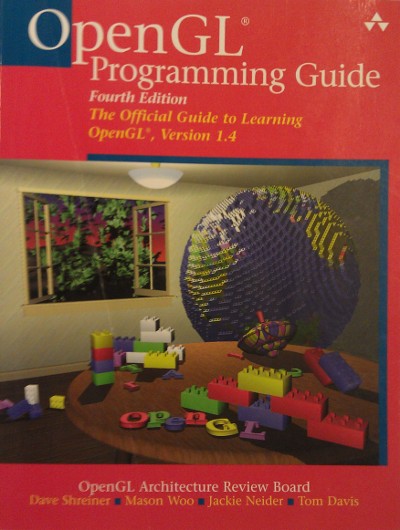 OpenGL®
Programming Guide
Fourth Edition
The Official Guide to Learning
OpenGL®, Version 1.4
OpenGL
OpenGL Architecture Review Board
Dave Shreiner ■ Mason Woo ■ Jackie Neider ■ Tom Davis